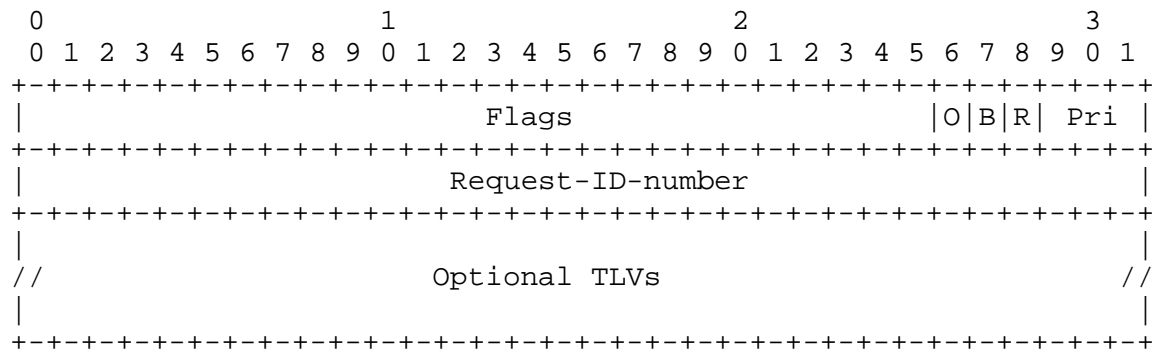 0                   1                   2                   3
 0 1 2 3 4 5 6 7 8 9 0 1 2 3 4 5 6 7 8 9 0 1 2 3 4 5 6 7 8 9 0 1
+-+-+-+-+-+-+-+-+-+-+-+-+-+-+-+-+-+-+-+-+-+-+-+-+-+-+-+-+-+-+-+-+
|                          Flags                    |O|B|R| Pri |
+-+-+-+-+-+-+-+-+-+-+-+-+-+-+-+-+-+-+-+-+-+-+-+-+-+-+-+-+-+-+-+-+
|                        Request-ID-number                      |
+-+-+-+-+-+-+-+-+-+-+-+-+-+-+-+-+-+-+-+-+-+-+-+-+-+-+-+-+-+-+-+-+
|                                                               |
//                      Optional TLVs                          //
|                                                               |
+-+-+-+-+-+-+-+-+-+-+-+-+-+-+-+-+-+-+-+-+-+-+-+-+-+-+-+-+-+-+-+-+